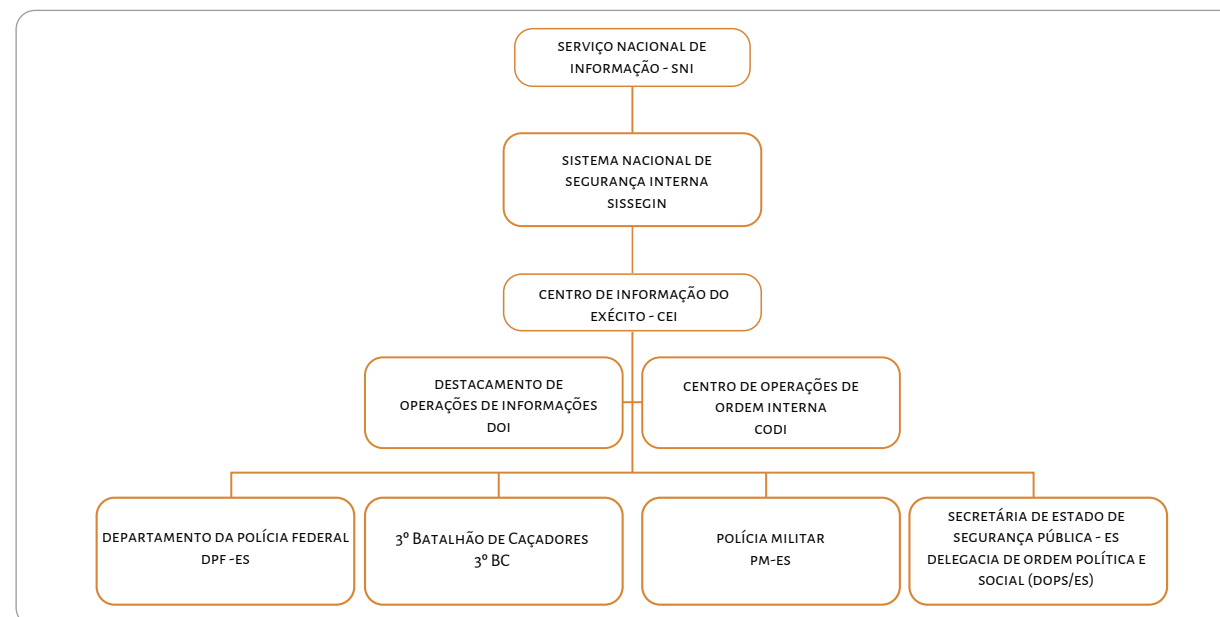 SERVIÇO NACIONAL DE
INFORMAÇÃO - SNI
SISTEMA NACIONAL DE
SEGURANÇA INTERNA
SISSEGIN
CENTRO DE INFORMAÇÃO DO
EXÉCITO - CEI
DESTACAMENTO DE
OPERAÇÕES DE INFORMAÇÕES
DOI
CENTRO DE OPERAÇÕES DE
ORDEM INTERNA
CODI
DEPARTAMENTO DA POLÍCIA FEDERAL
DPF -ES
3º BATALHÃO DE CAÇADORES
3º BC
POLÍCIA MILITAR
PM-ES
SECRETÁRIA DE ESTADO DE
SEGURANÇA PÚBLICA - ES
DELEGACIA DE ORDEM POLÍTICA E
SOCIAL (DOPS/ES)